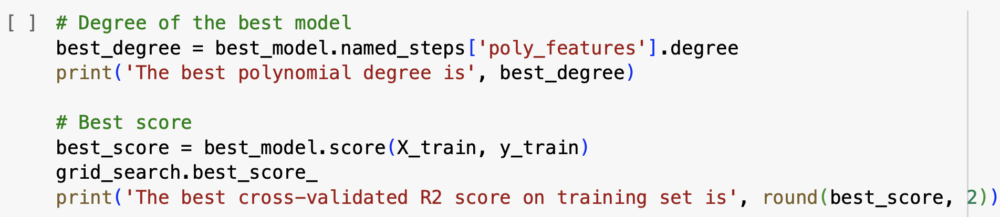 [ ] # Degree of the best model
best_degree = best_model.named_steps['poly_features'].degree
print('The best polynomial degree is', best_degree)
# Best score
best_score = best_model.score(X_train, y_train)
grid_search.best_score_
print('The best cross-validated R2 score on training set is', round(best_score, 2))